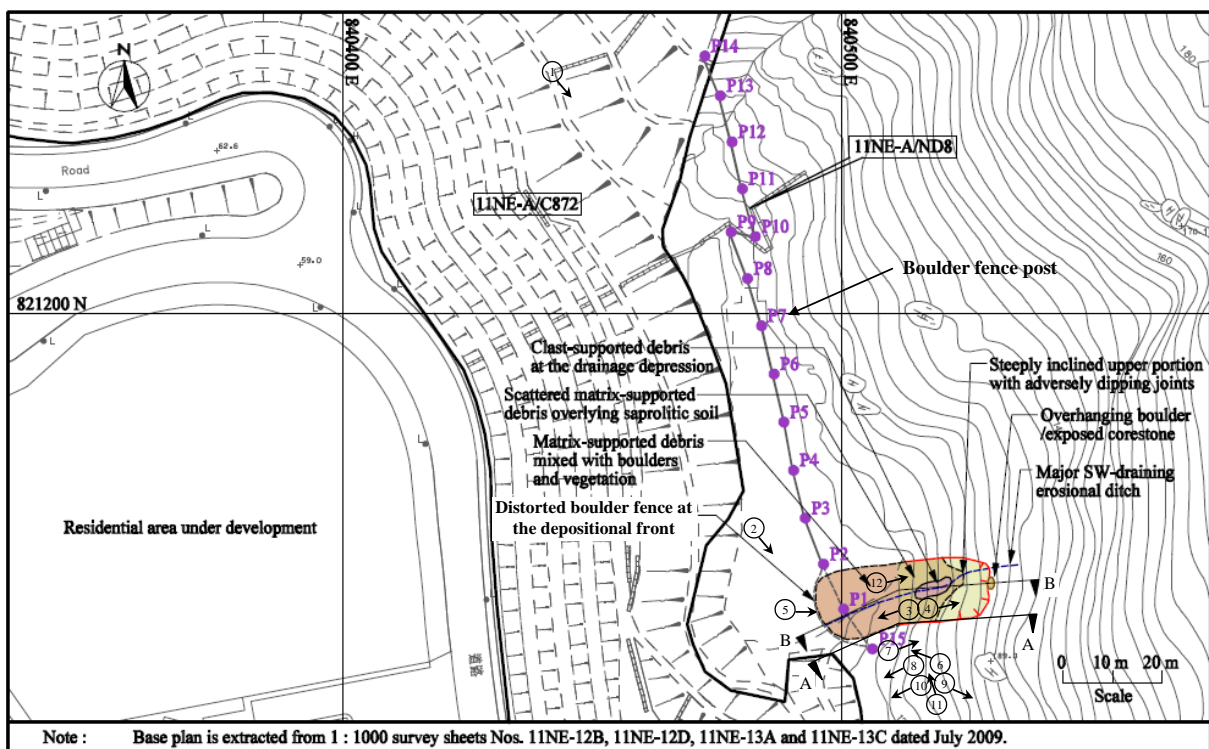 N
840400 E
840500 E
1
P14
P13
P12
P11
P9
P10
P8
P7
P6
P5
P4
P3
P2
P1
P15
180
160
11NE-A/ND8
11NE-A/C872
Road
62.6
59.0
L
L
L
L
L
L
L
821200 N
Boulder fence post
Clast-supported debris
at the drainage depression
Scattered matrix-supported
debris overlying saprolitic soil
Matrix-supported debris
mixed with boulders
and vegetation
Distorted boulder fence at
the depositional front
Steeply inclined upper portion
with adversely dipping joints
Overhanging boulder
/exposed corestone
Major SW-draining
erosional ditch
Residential area under development
道路
2
12
5
3
4
7
8
6
10
9
11
B
B
A
A
0 10 m 20 m
Scale
Note : Base plan is extracted from 1 : 1000 survey sheets Nos. 11NE-12B, 11NE-12D, 11NE-13A and 11NE-13C dated July 2009.